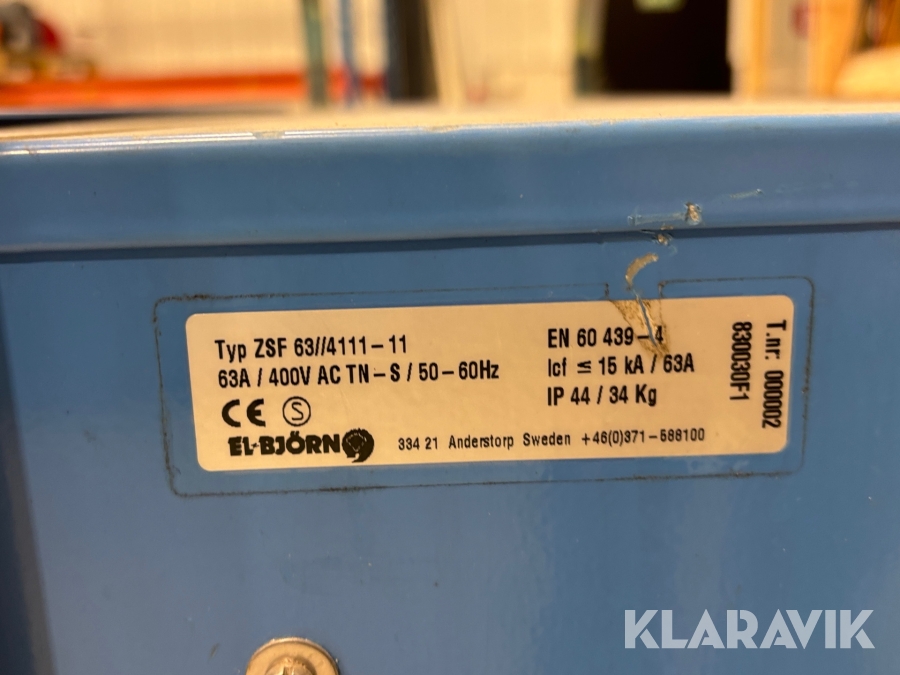 Typ ZSF 63//4111-11
63A / 400V AC TN-S / 50-60Hz
CE S
EL-BJÖRN
EN 60 439-4
Icf ≤ 15 kA / 63A
IP 44 / 34 Kg
334 21 Anderstorp Sweden +46(0)371-588100
T.nr. 000002
830030F1
KLARAVIK